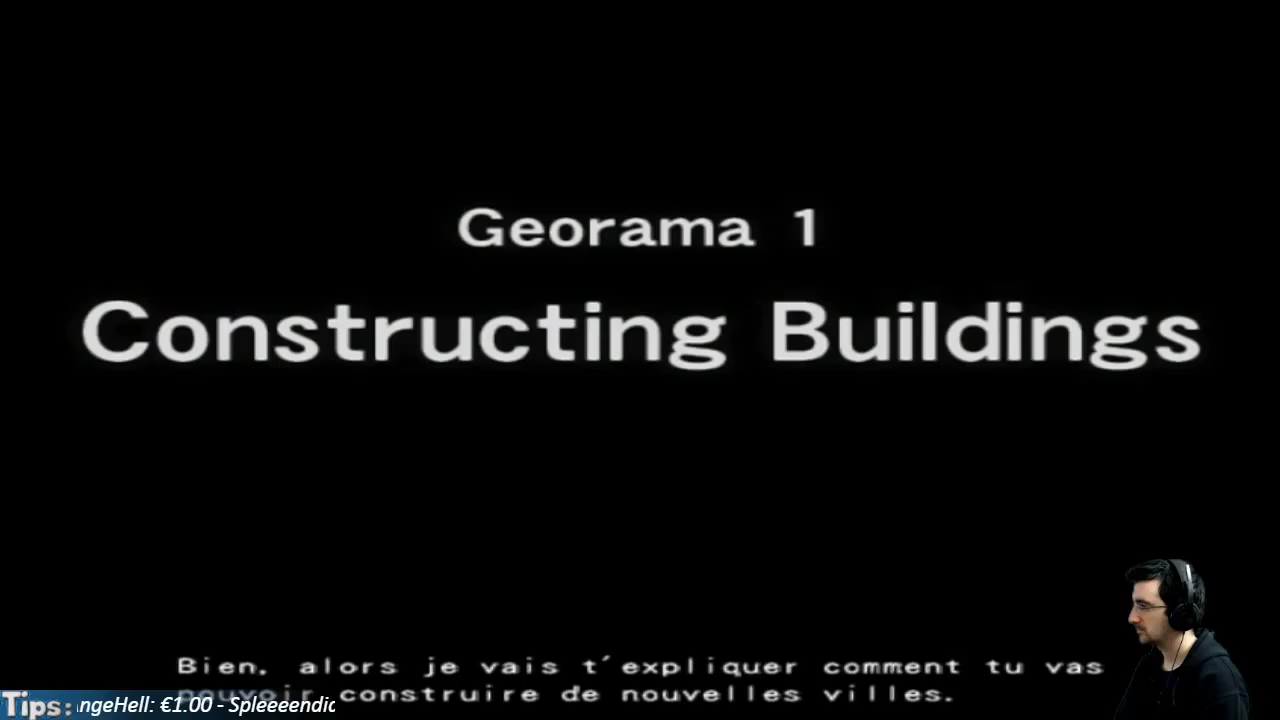 Georama 1
Constructing Buildings
Bien, alors je vais t'expliquer comment tu vas
pouvoir construire de nouvelles villes.
Tips: ngeHell: €1.00 - Spleeeendic